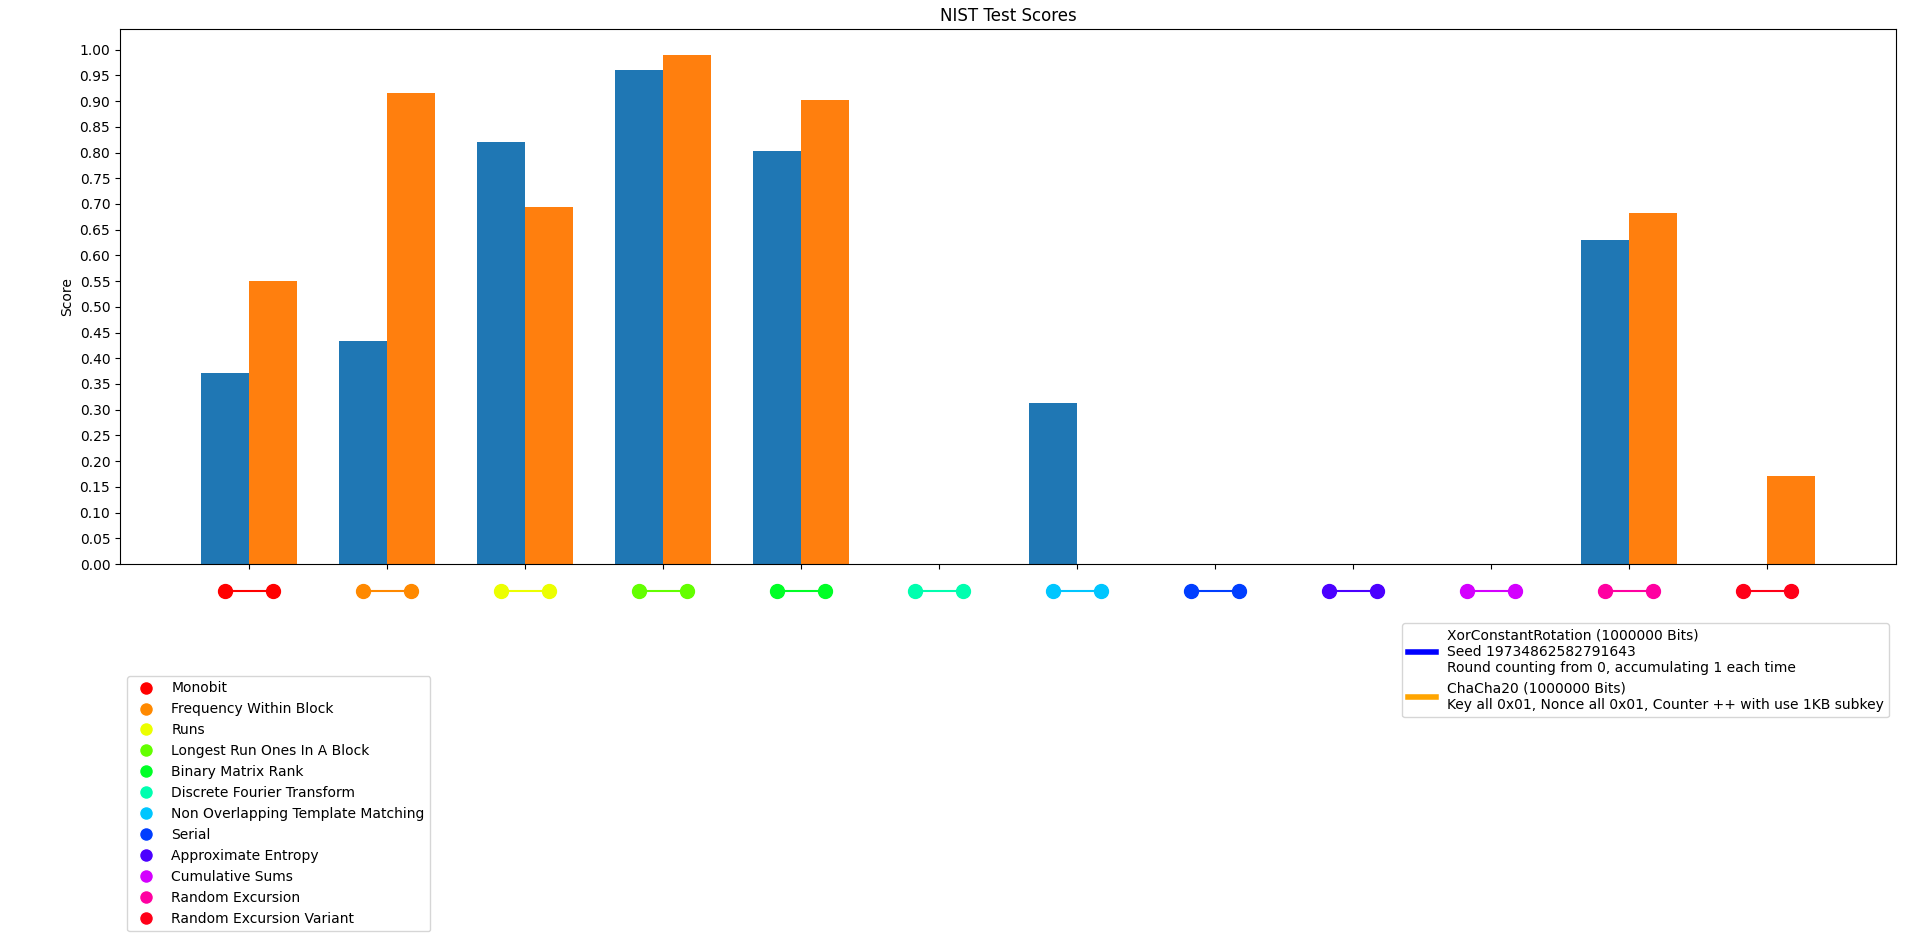 NIST Test Scores
Score
1.00
0.95
0.90
0.85
0.80
0.75
0.70
0.65
0.60
0.55
0.50
0.45
0.40
0.35
0.30
0.25
0.20
0.15
0.10
0.05
0.00
XorConstantRotation (1000000 Bits)
Seed 19734862582791643
Round counting from 0, accumulating 1 each time
ChaCha20 (1000000 Bits)
Key all 0x01, Nonce all 0x01, Counter ++ with use 1KB subkey
Monobit
Frequency Within Block
Runs
Longest Run Ones In A Block
Binary Matrix Rank
Discrete Fourier Transform
Non Overlapping Template Matching
Serial
Approximate Entropy
Cumulative Sums
Random Excursion
Random Excursion Variant